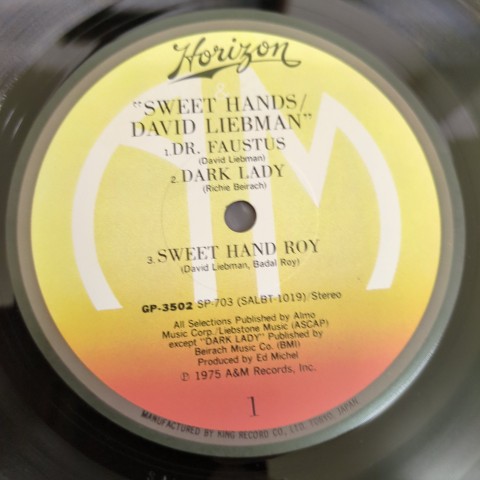 Horizon
&
"SWEET HANDS/
DAVID LIEBMAN"
1. DR. FAUSTUS
(David Liebman)
2. DARK LADY
(Richie Beirach)
3. SWEET HAND ROY
(David Liebman, Badal Roy)
GP-3502 SP-703 (SALBT-1019)/Stereo
All Selections Published by Almo
Music Corp./Liebstone Music (ASCAP)
except "DARK LADY" Published by
Beirach Music Co. (BMI)
Produced by Ed Michel
℗ 1975 A&M Records, Inc.
1
MANUFACTURED BY KING RECORD CO., LTD. TOKYO, JAPAN